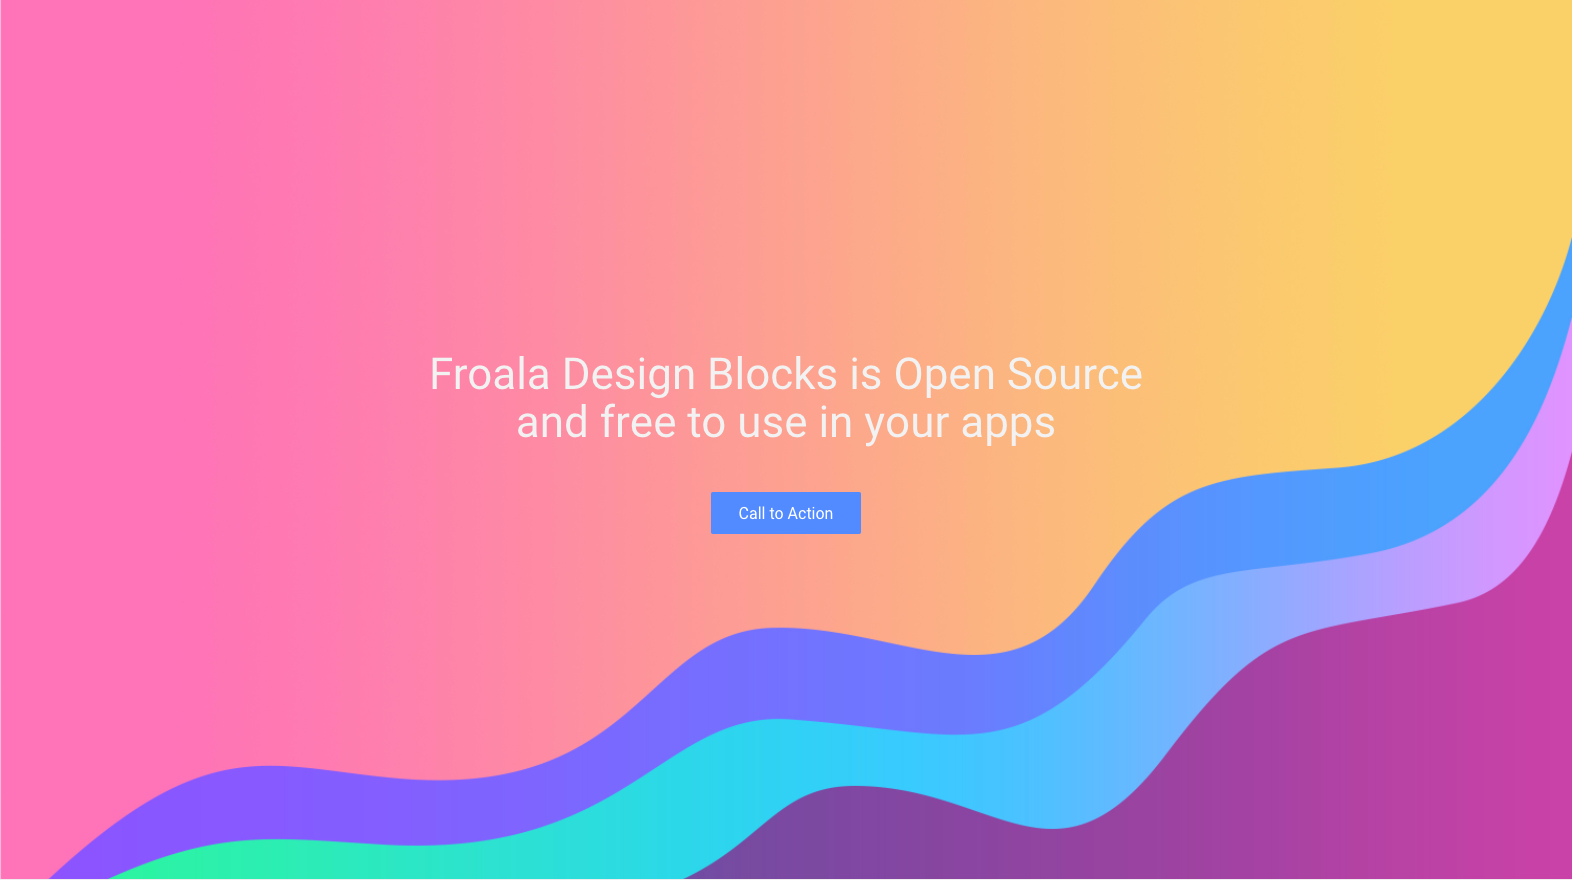 Froala Design Blocks is Open Source
and free to use in your apps
Call to Action